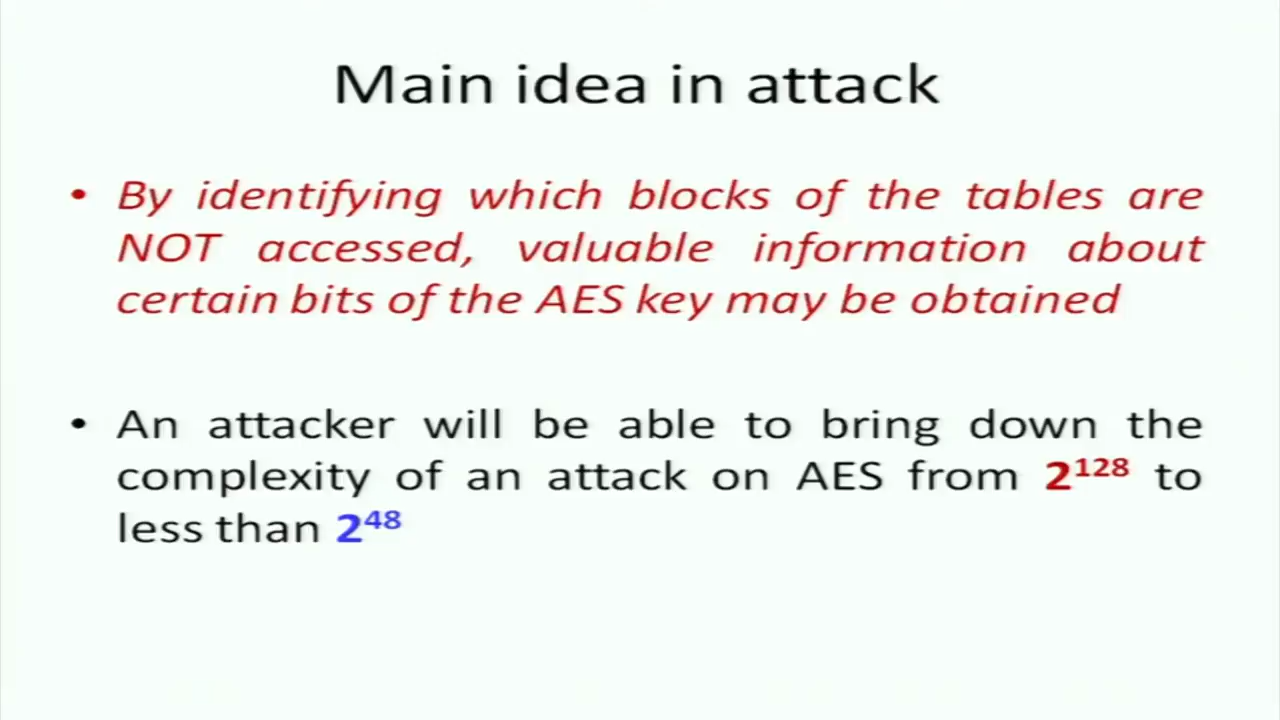 Main idea in attack
• By identifying which blocks of the tables are
NOT accessed, valuable information about
certain bits of the AES key may be obtained
• An attacker will be able to bring down the
complexity of an attack on AES from 2¹²⁸ to
less than 2⁴⁸